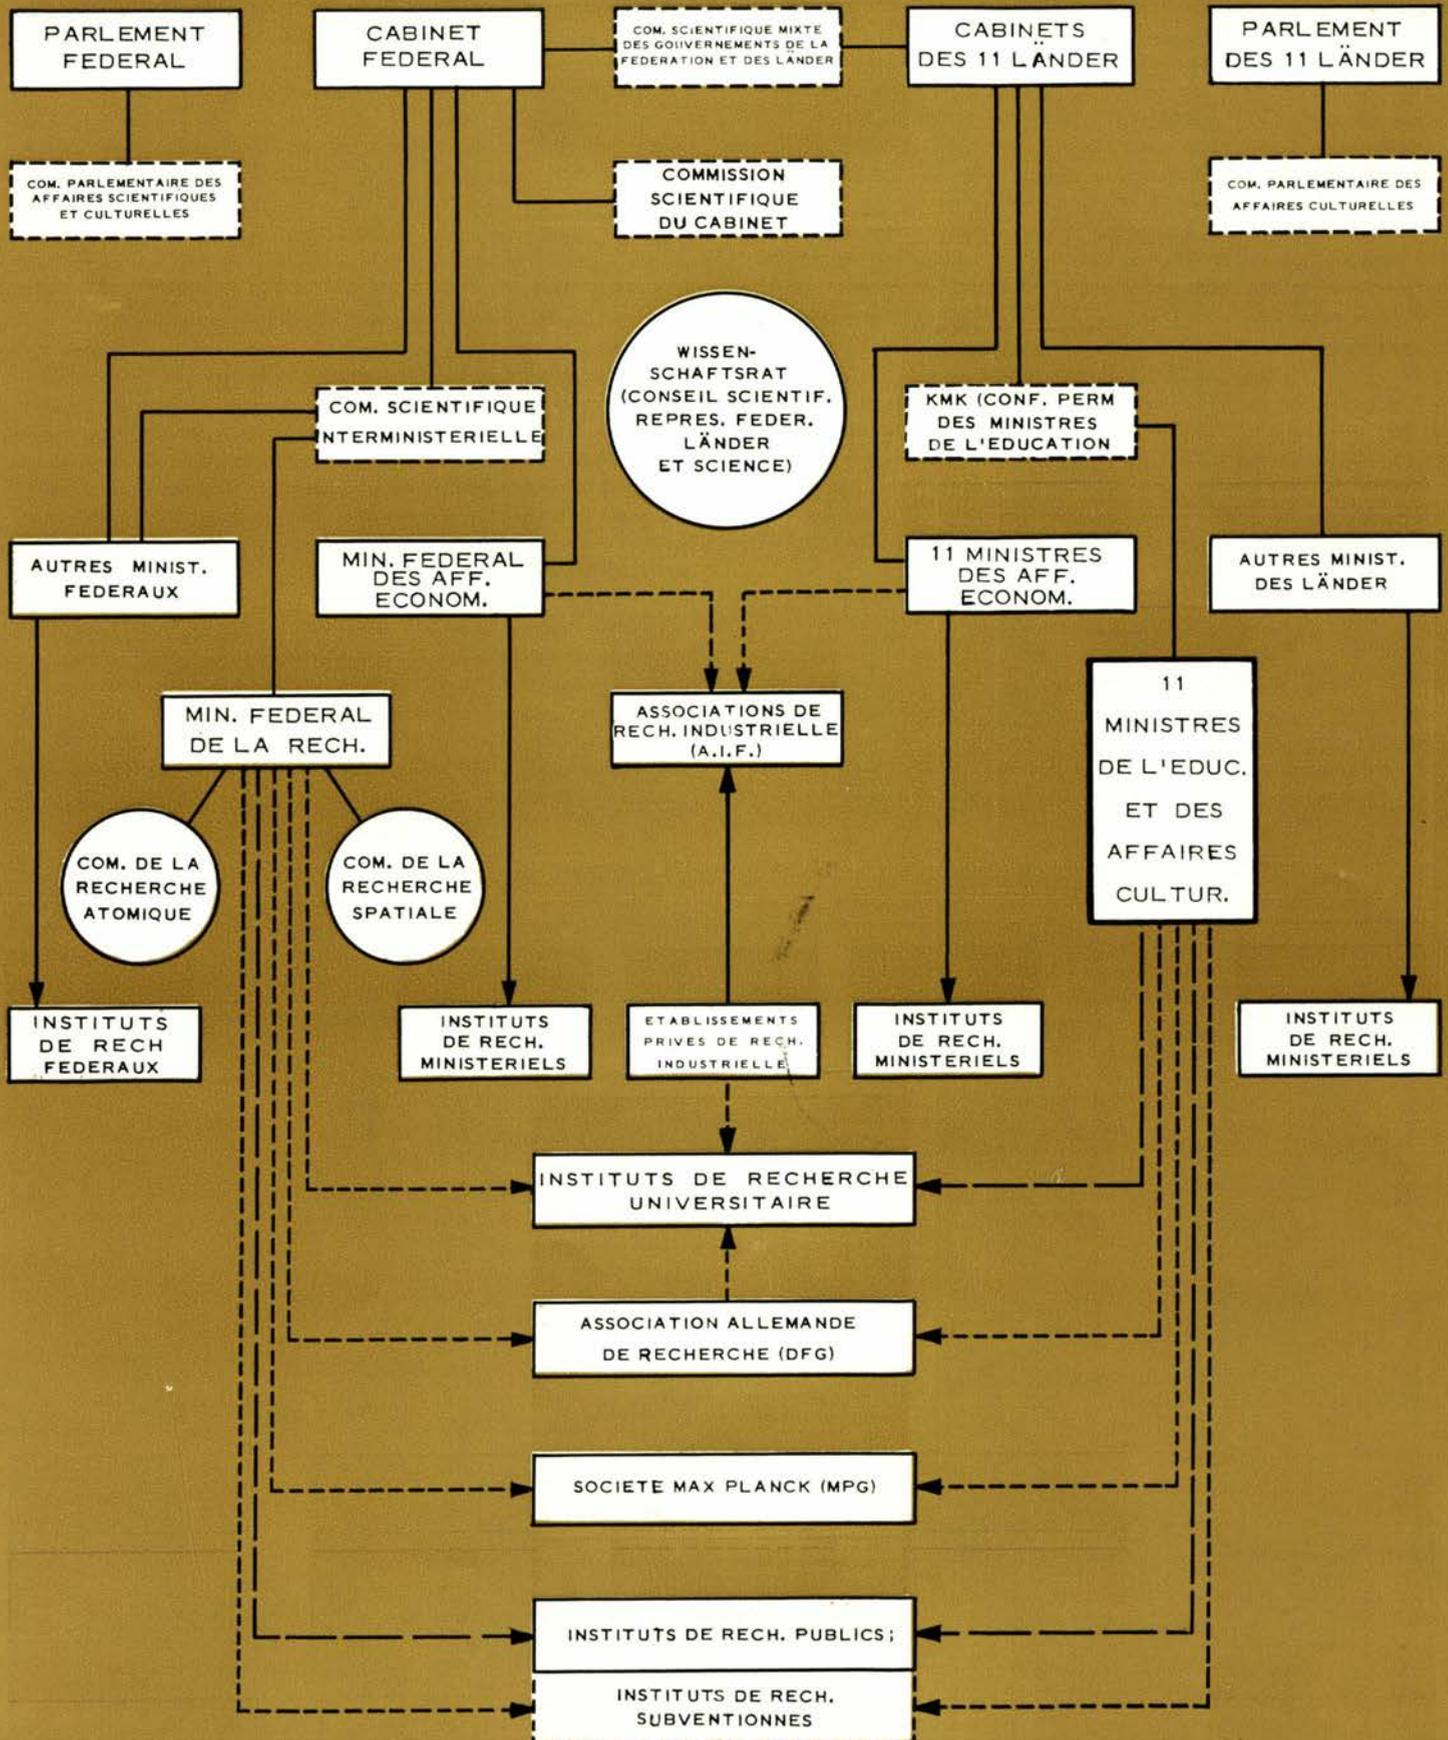 PARLEMENT
FEDERAL
CABINET
FEDERAL
COM. SCIENTIFIQUE MIXTE
DES GOUVERNEMENTS DE LA
FEDERATION ET DES LÄNDER
CABINETS
DES 11 LÄNDER
PARLEMENT
DES 11 LÄNDER
COM. PARLEMENTAIRE DES
AFFAIRES SCIENTIFIQUES
ET CULTURELLES
COMMISSION
SCIENTIFIQUE
DU CABINET
COM. PARLEMENTAIRE DES
AFFAIRES CULTURELLES
WISSEN-
SCHAFTSRAT
(CONSEIL SCIENTIF.
REPRES. FEDER.
LÄNDER
ET SCIENCE)
COM. SCIENTIFIQUE
NTERMINISTERIELLE
KMK (CONF. PERM
DES MINISTRES
DE L'EDUCATION
AUTRES MINIST.
FEDERAUX
MIN. FEDERAL
DES AFF.
ECONOM.
11 MINISTRES
DES AFF.
ECONOM.
AUTRES MINIST.
DES LÄNDER
MIN. FEDERAL
DE LA RECH.
ASSOCIATIONS DE
RECH. INDUSTRIELLE
(A.I.F.)
11
MINISTRES
DE L'EDUC.
ET DES
AFFAIRES
CULTUR.
COM. DE LA
RECHERCHE
ATOMIQUE
COM. DE LA
RECHERCHE
SPATIALE
INSTITUTS
DE RECH
FEDERAUX
INSTITUTS
DE RECH.
MINISTERIELS
ETABLISSEMENTS
PRIVES DE RECH.
INDUSTRIELLE
INSTITUTS
DE RECH.
MINISTERIELS
INSTITUTS
DE RECH.
MINISTERIELS
INSTITUTS DE RECHERCHE
UNIVERSITAIRE
ASSOCIATION ALLEMANDE
DE RECHERCHE (DFG)
SOCIETE MAX PLANCK (MPG)
INSTITUTS DE RECH. PUBLICS;
INSTITUTS DE RECH.
SUBVENTIONNES